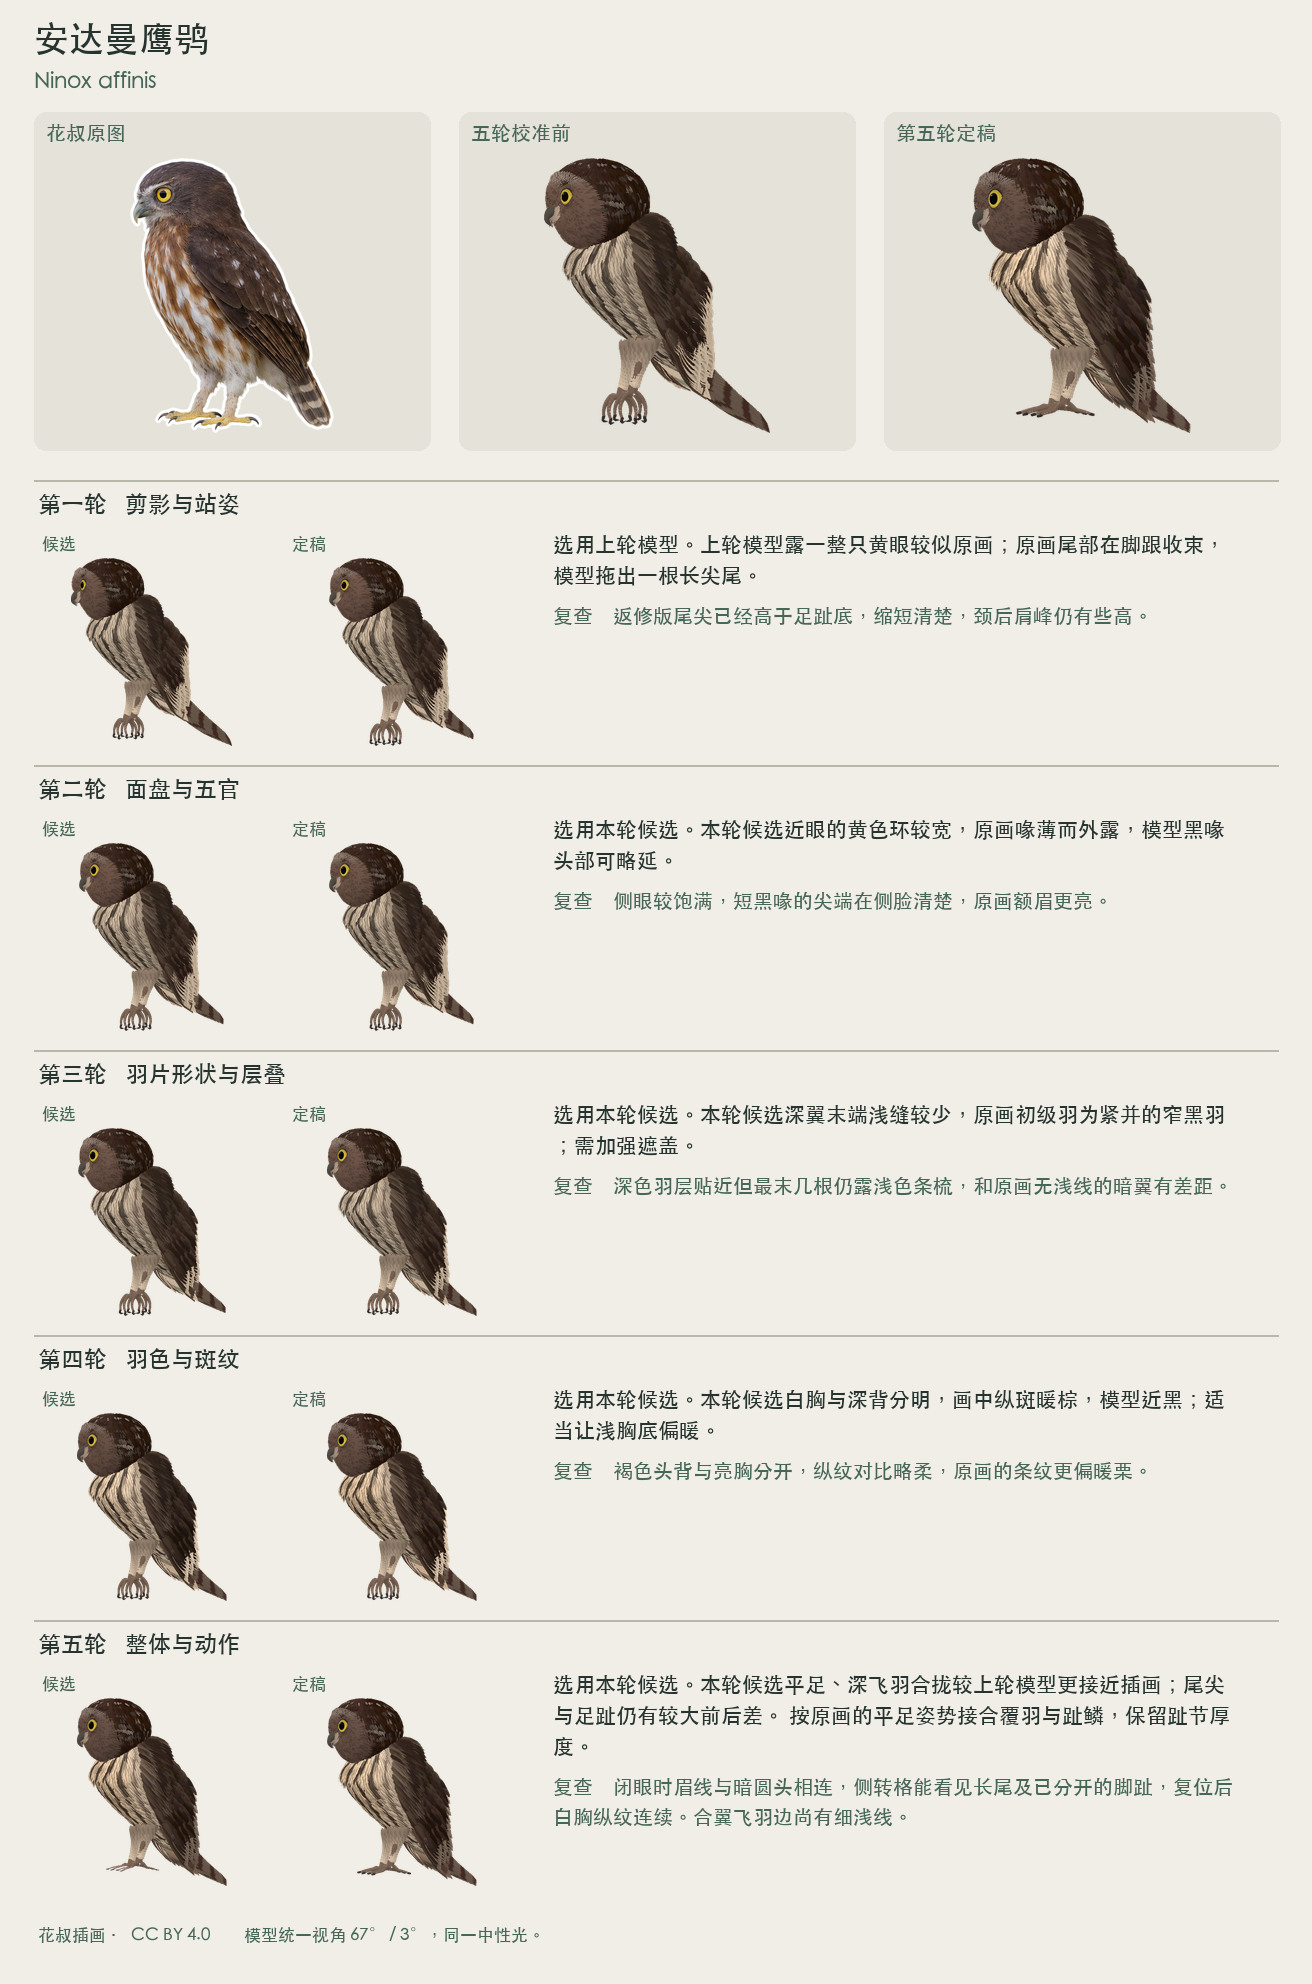 安达曼鹰鸮
Ninox affinis
花叔原图
五轮校准前
第五轮定稿
第一轮 剪影与站姿
候选
定稿
选用上轮模型。上轮模型露一整只黄眼较似原画；原画尾部在脚跟收束，
模型拖出一根长尖尾。
复查 返修版尾尖已经高于足趾底，缩短清楚，颈后肩峰仍有些高。
第二轮 面盘与五官
候选
定稿
选用本轮候选。本轮候选近眼的黄色环较宽，原画喙薄而外露，模型黑喙
头部可略延。
复查 侧眼较饱满，短黑喙的尖端在侧脸清楚，原画额眉更亮。
第三轮 羽片形状与层叠
候选
定稿
选用本轮候选。本轮候选深翼末端浅缝较少，原画初级羽为紧并的窄黑羽
；需加强遮盖。
复查 深色羽层贴近但最末几根仍露浅色条梳，和原画无浅线的暗翼有差距。
第四轮 羽色与斑纹
候选
定稿
选用本轮候选。本轮候选白胸与深背分明，画中纵斑暖棕，模型近黑；适
当让浅胸底偏暖。
复查 褐色头背与亮胸分开，纵纹对比略柔，原画的条纹更偏暖栗。
第五轮 整体与动作
候选
定稿
选用本轮候选。本轮候选平足、深飞羽合拢较上轮模型更接近插画；尾尖
与足趾仍有较大前后差。 按原画的平足姿势接合覆羽与趾鳞，保留趾节厚
度。
复查 闭眼时眉线与暗圆头相连，侧转格能看见长尾及已分开的脚趾，复位后
白胸纵纹连续。合翼飞羽边尚有细浅线。
花叔插画 · CC BY 4.0 模型统一视角 67° / 3° ，同一中性光。